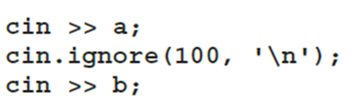 cin >> a;
cin.ignore(100, '\n');
cin >> b;